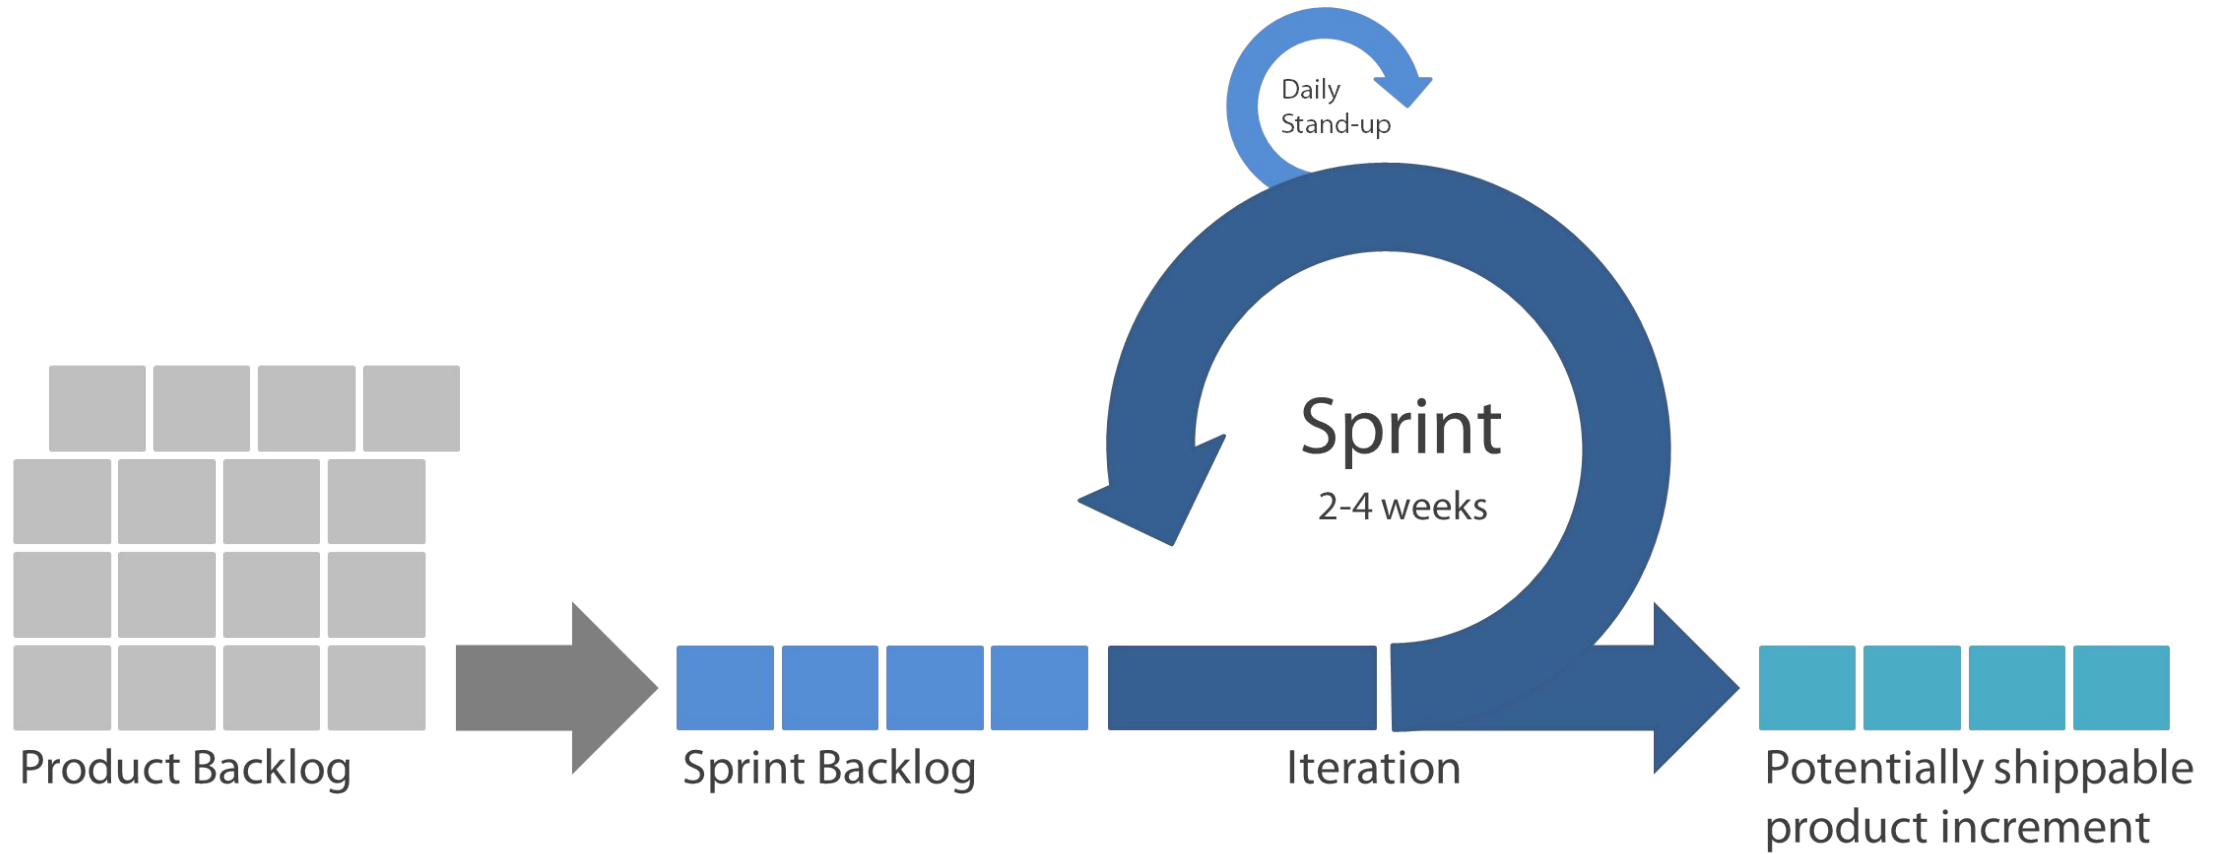 Daily
Stand-up
Sprint
2-4 weeks
Product Backlog
Sprint Backlog
Iteration
Potentially shippable
product increment